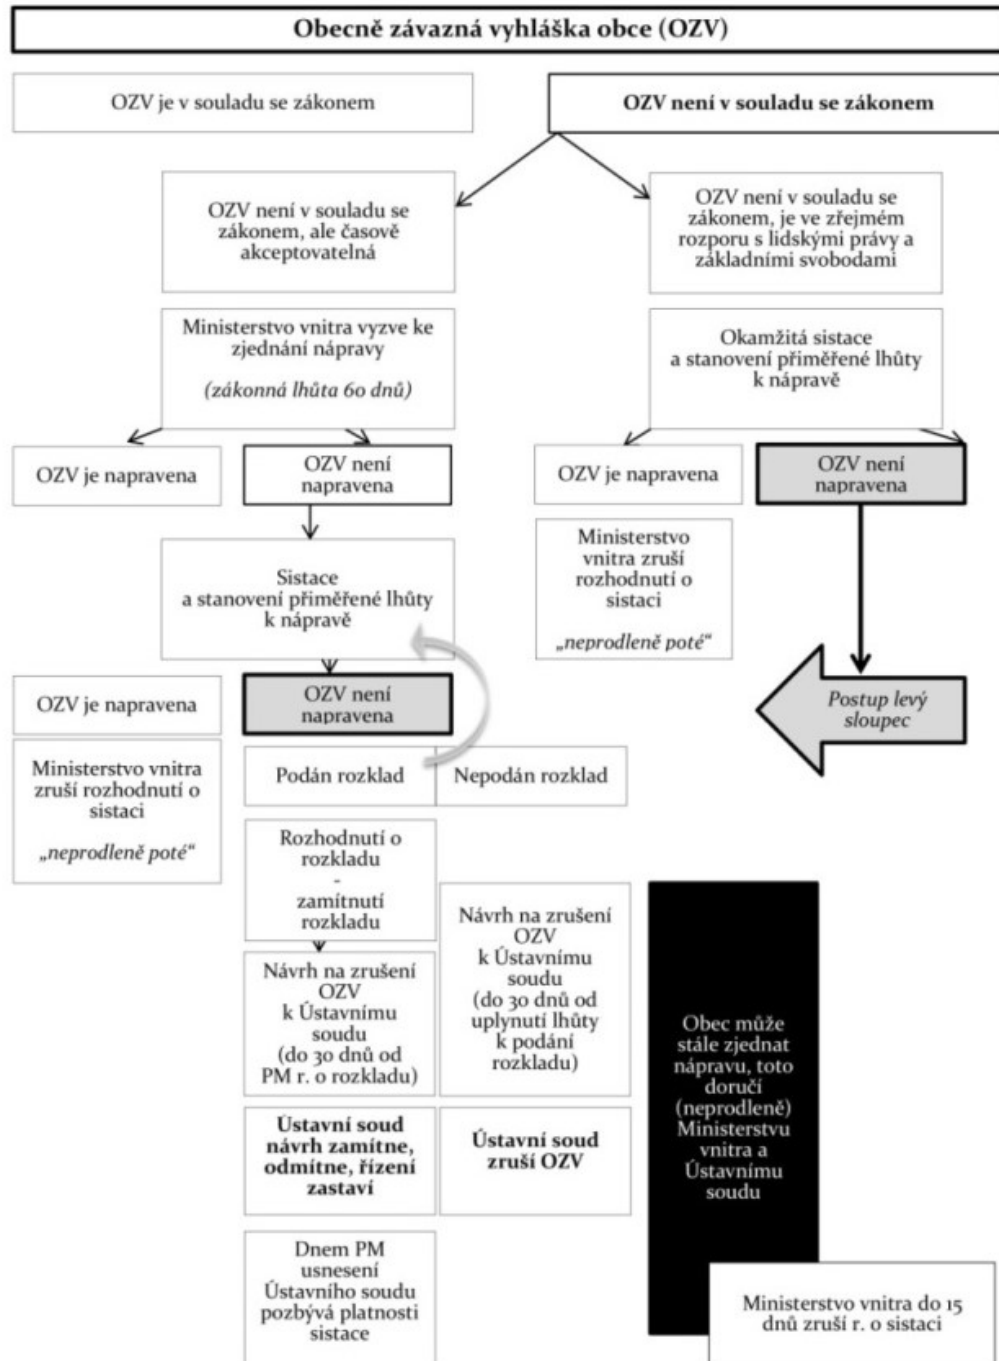 Obecně závazná vyhláška obce (OZV)
OZV je v souladu se zákonem
OZV není v souladu se zákonem
OZV není v souladu se
zákonem, ale časově
akceptovatelná
OZV není v souladu se
zákonem, je ve zřejmém
rozporu s lidskými právy a
základními svobodami
Ministerstvo vnitra vyzve ke
zjednání nápravy
(zákonná lhůta 60 dnů)
Okamžitá sistace
a stanovení přiměřené lhůty
k nápravě
OZV je napravena
OZV není
napravena
OZV je napravena
OZV není
napravena
Sistace
a stanovení přiměřené lhůty
k nápravě
Ministerstvo
vnitra zruší
rozhodnutí o
sistaci
„neprodleně poté“
OZV je napravena
OZV není
napravena
Postup levý
sloupec
Ministerstvo vnitra
zruší rozhodnutí o
sistaci
„neprodleně poté“
Podán rozklad
Nepodán rozklad
Rozhodnutí o
rozkladu
-
zamítnutí
rozkladu
Návrh na zrušení
OZV
k Ústavnímu
soudu
(do 30 dnů od
PM r. o rozkladu)
Návrh na zrušení
OZV
k Ústavnímu
soudu
(do 30 dnů od
uplynutí lhůty
k podání
rozkladu)
Obec může
stále zjednat
nápravu, toto
doručí
(neprodleně)
Ministerstvu
vnitra a
Ústavnímu
soudu
Ústavní soud
návrh zamítne,
odmítne, řízení
zastaví
Ústavní soud
zruší OZV
Dnem PM
usnesení
Ústavního soudu
pozbývá platnosti
sistace
Ministerstvo vnitra do 15
dnů zruší r. o sistaci